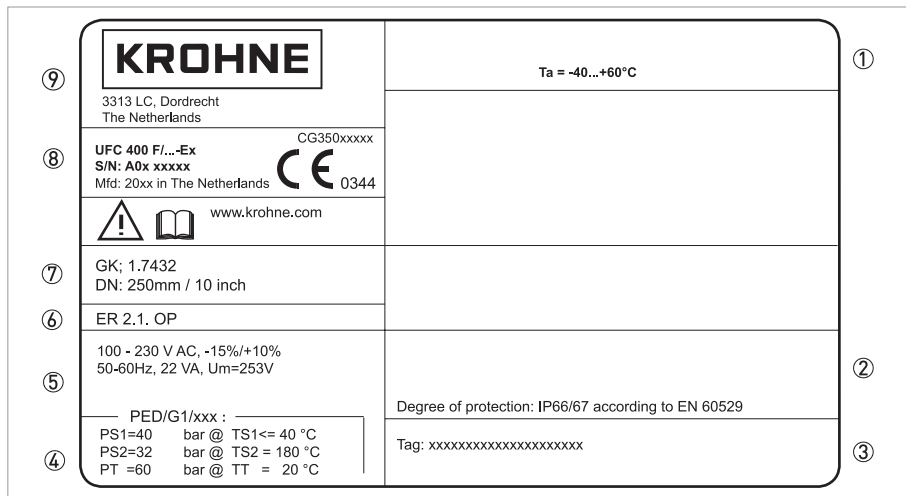 KROHNE
3313 LC, Dordrecht
The Netherlands
CG350xxxxx
UFC 400 F/...-Ex
S/N: A0x xxxxx
Mfd: 20xx in The Netherlands
CE 0344
www.krohne.com
GK; 1.7432
DN: 250mm / 10 inch
ER 2.1. OP
100 - 230 V AC, -15%/+10%
50-60Hz, 22 VA, Um=253V
PED/G1/xxx :
PS1=40 bar @ TS1<= 40 °C
PS2=32 bar @ TS2 = 180 °C
PT =60 bar @ TT = 20 °C
Ta = -40...+60°C
Degree of protection: IP66/67 according to EN 60529
Tag: xxxxxxxxxxxxxxxxxxxxx
⑨
⑧
⑦
⑥
⑤
④
①
②
③